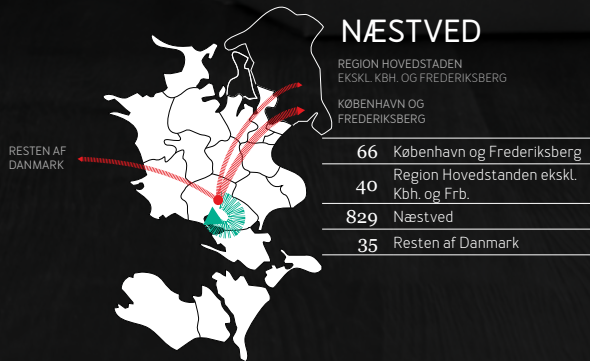 NÆSTVED
REGION HOVEDSTADEN
EKSKL. KBH. OG FREDERIKSBERG
KØBENHAVN OG
FREDERIKSBERG
RESTEN AF
DANMARK
66 København og Frederiksberg
40 Region Hovedstanden ekskl.
Kbh. og Frb.
829 Næstved
35 Resten af Danmark